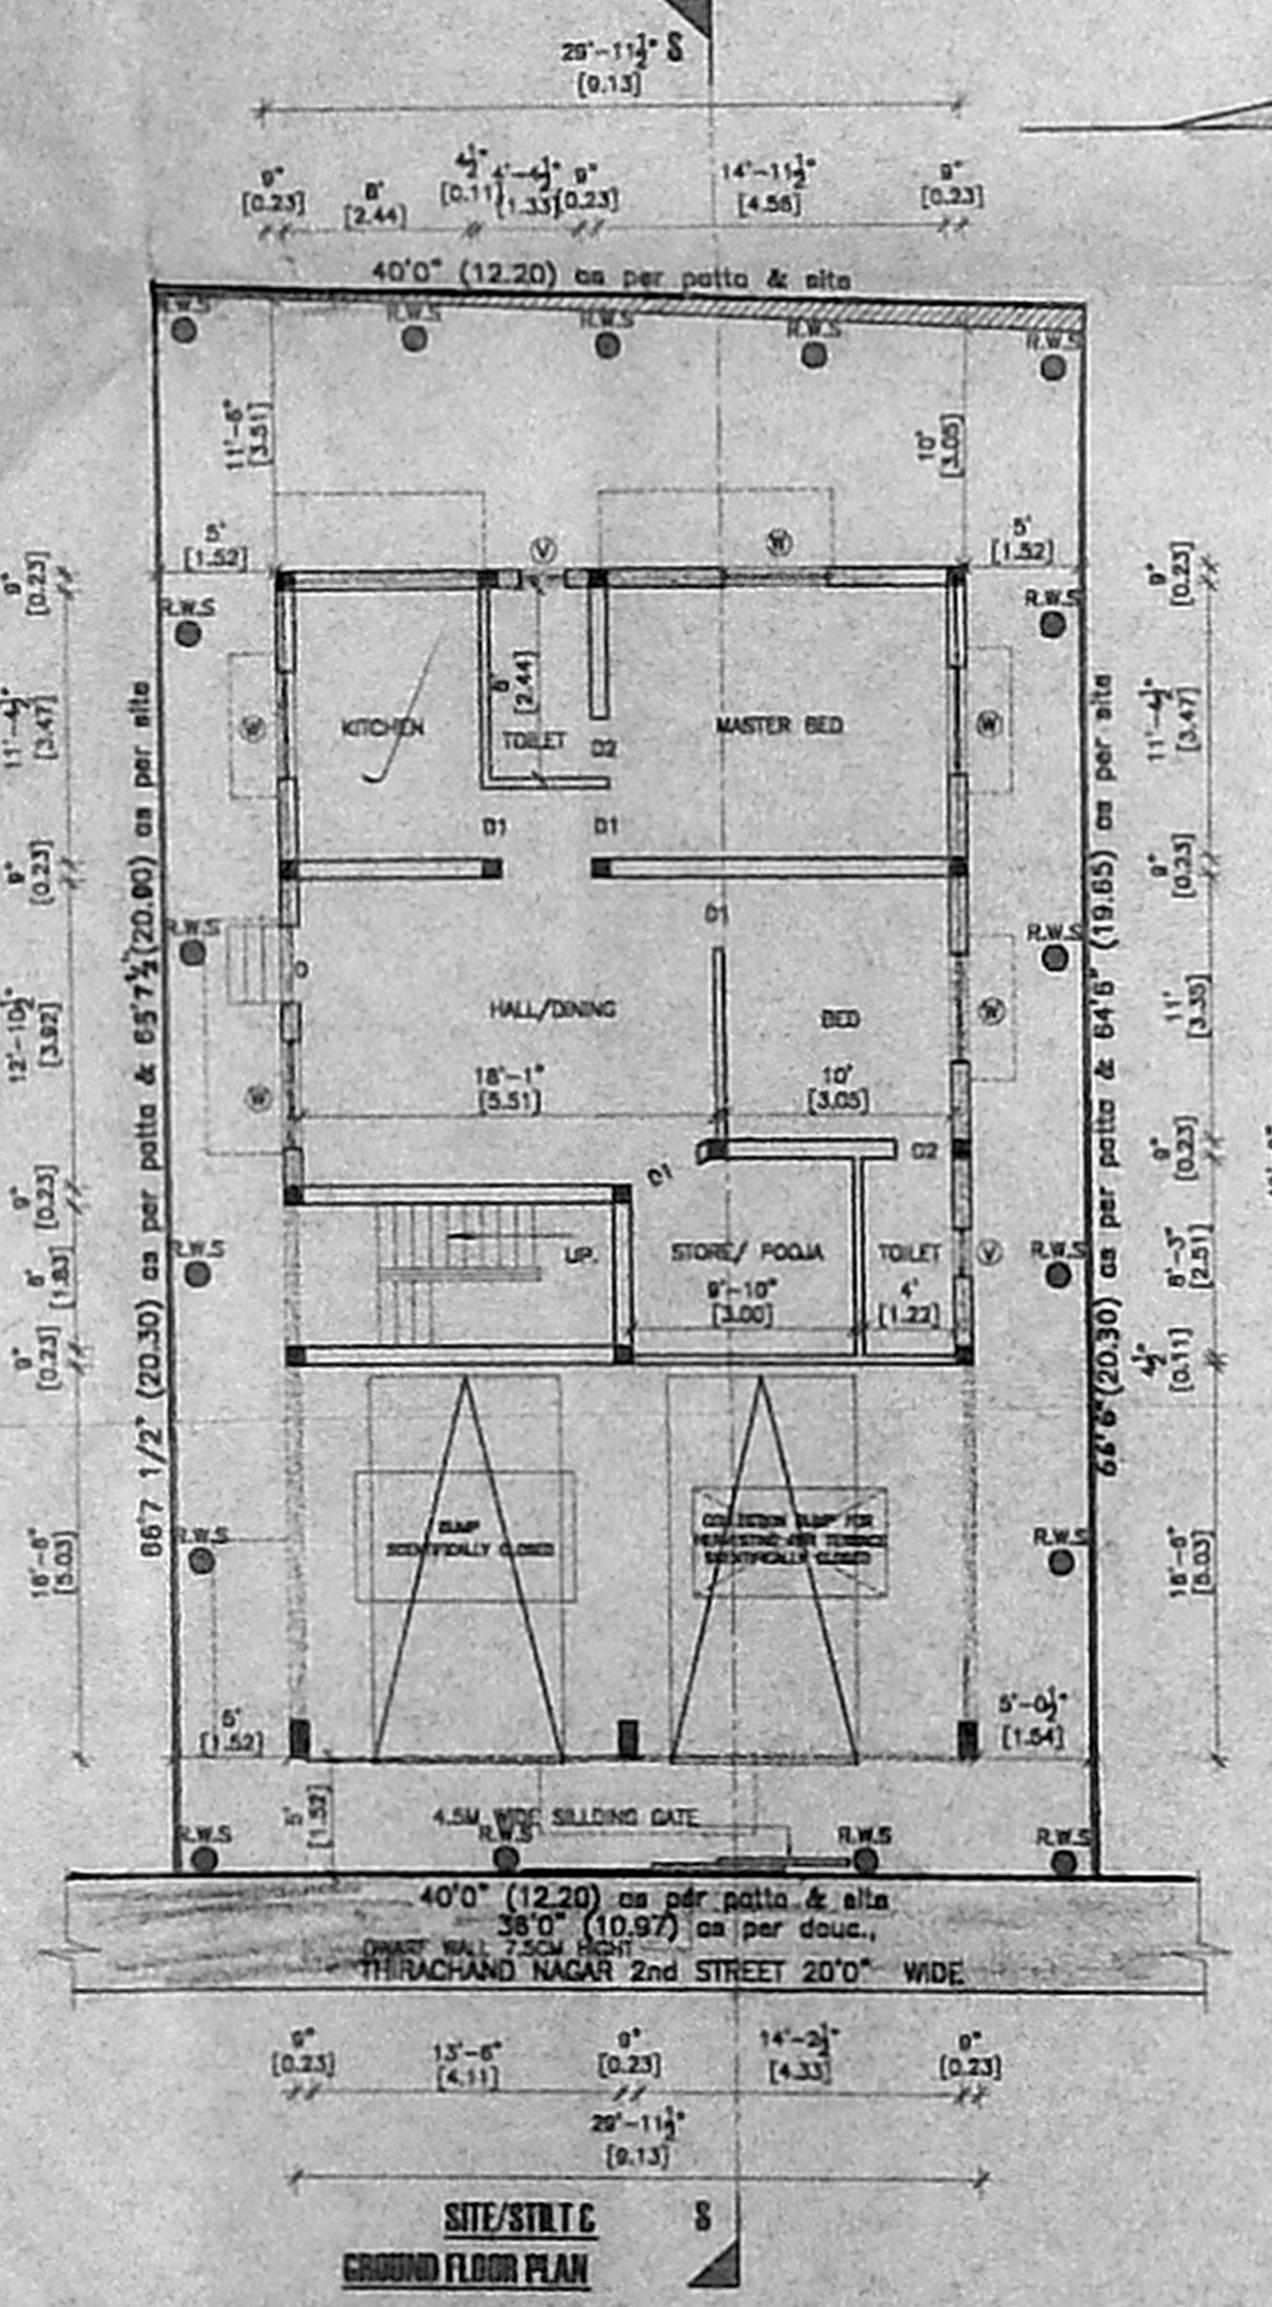 29'-11½" S
[9.13]
9"
[0.23]
8'
[2.44]
4½"
[0.11]
4'-4½"
[1.33]
9"
[0.23]
14'-11½"
[4.56]
9"
[0.23]
40'0" (12.20) as per patta & site
R.W.S
R.W.S
R.W.S
R.W.S
R.W.S
11'-6"
[3.51]
10'
[3.05]
5'
[1.52]
V
W
5'
[1.52]
9"
[0.23]
9"
[0.23]
R.W.S
R.W.S
11'-4½"
[3.47]
W
KITCHEN
8'
[2.44]
TOILET
D2
MASTER BED
W
11'-4½"
[3.47]
D1
D1
9"
[0.23]
9"
[0.23]
66'7 1/2" (20.30) as per patta & 65'7½(20.00) as per site
66'6"(20.30) as per patta & 64'6" (19.65) as per site
R.W.S
D
D1
R.W.S
12'-10½"
[3.92]
HALL/DINING
BED
W
11'
[3.35]
W
18'-1"
[5.51]
10'
[3.05]
9"
[0.23]
D1
D2
9"
[0.23]
R.W.S
UP.
STORE/ POOJA
TOILET
V
R.W.S
6'
[1.83]
9'-10"
[3.00]
4'
[1.22]
8'-3"
[2.51]
9"
[0.23]
4½"
[0.11]
R.W.S
SUMP
SCIENTIFICALLY CLOSED
COLLECTION SUMP FOR
SCIENTIFICALLY CLOSED
R.W.S
16'-6"
[5.03]
16'-6"
[5.03]
5'
[1.52]
5'-0½"
[1.54]
5'
[1.52]
4.5M WIDE SILLDING GATE
R.W.S
R.W.S
R.W.S
R.W.S
40'0" (12.20) as per patta & site
36'0" (10.97) as per douc.,
DWARF WALL 7.5CM HIGHT
THIRACHAND NAGAR 2nd STREET 20'0" WIDE
9"
[0.23]
13'-6"
[4.11]
9"
[0.23]
14'-2½"
[4.33]
9"
[0.23]
29'-11½"
[9.13]
SITE/STILT &
GROUND FLOOR PLAN
S